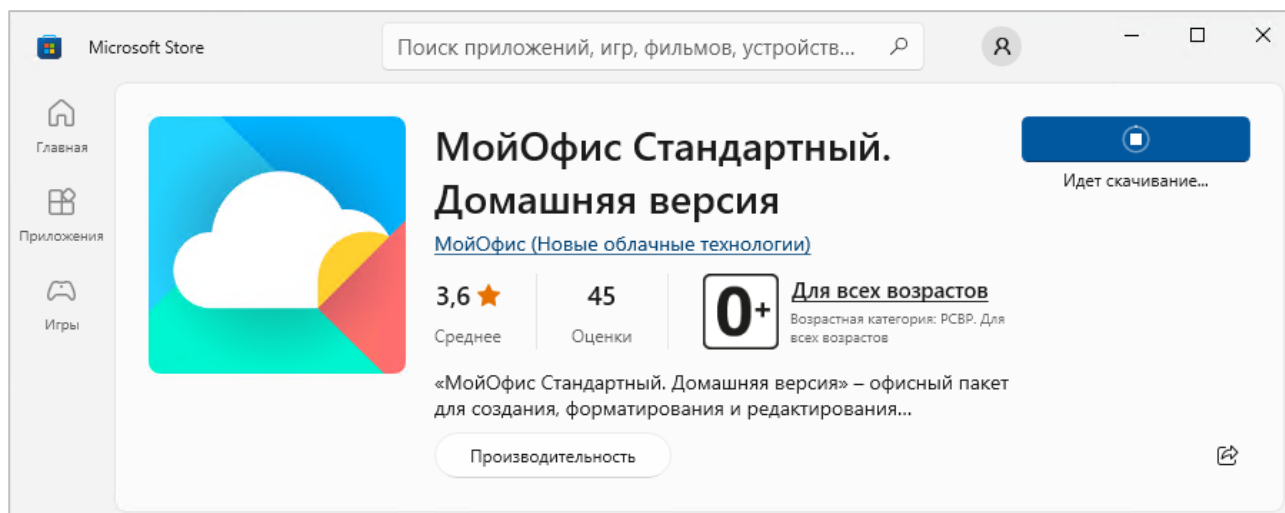 Microsoft Store
Поиск приложений, игр, фильмов, устройств...
Главная
Приложения
Игры
МойОфис Стандартный.
Домашняя версия
МойОфис (Новые облачные технологии)
3,6
Среднее
45
Оценки
0+
Для всех возрастов
Возрастная категория: РСВР. Для
всех возрастов
Идет скачивание...
«МойОфис Стандартный. Домашняя версия» – офисный пакет
для создания, форматирования и редактирования...
Производительность